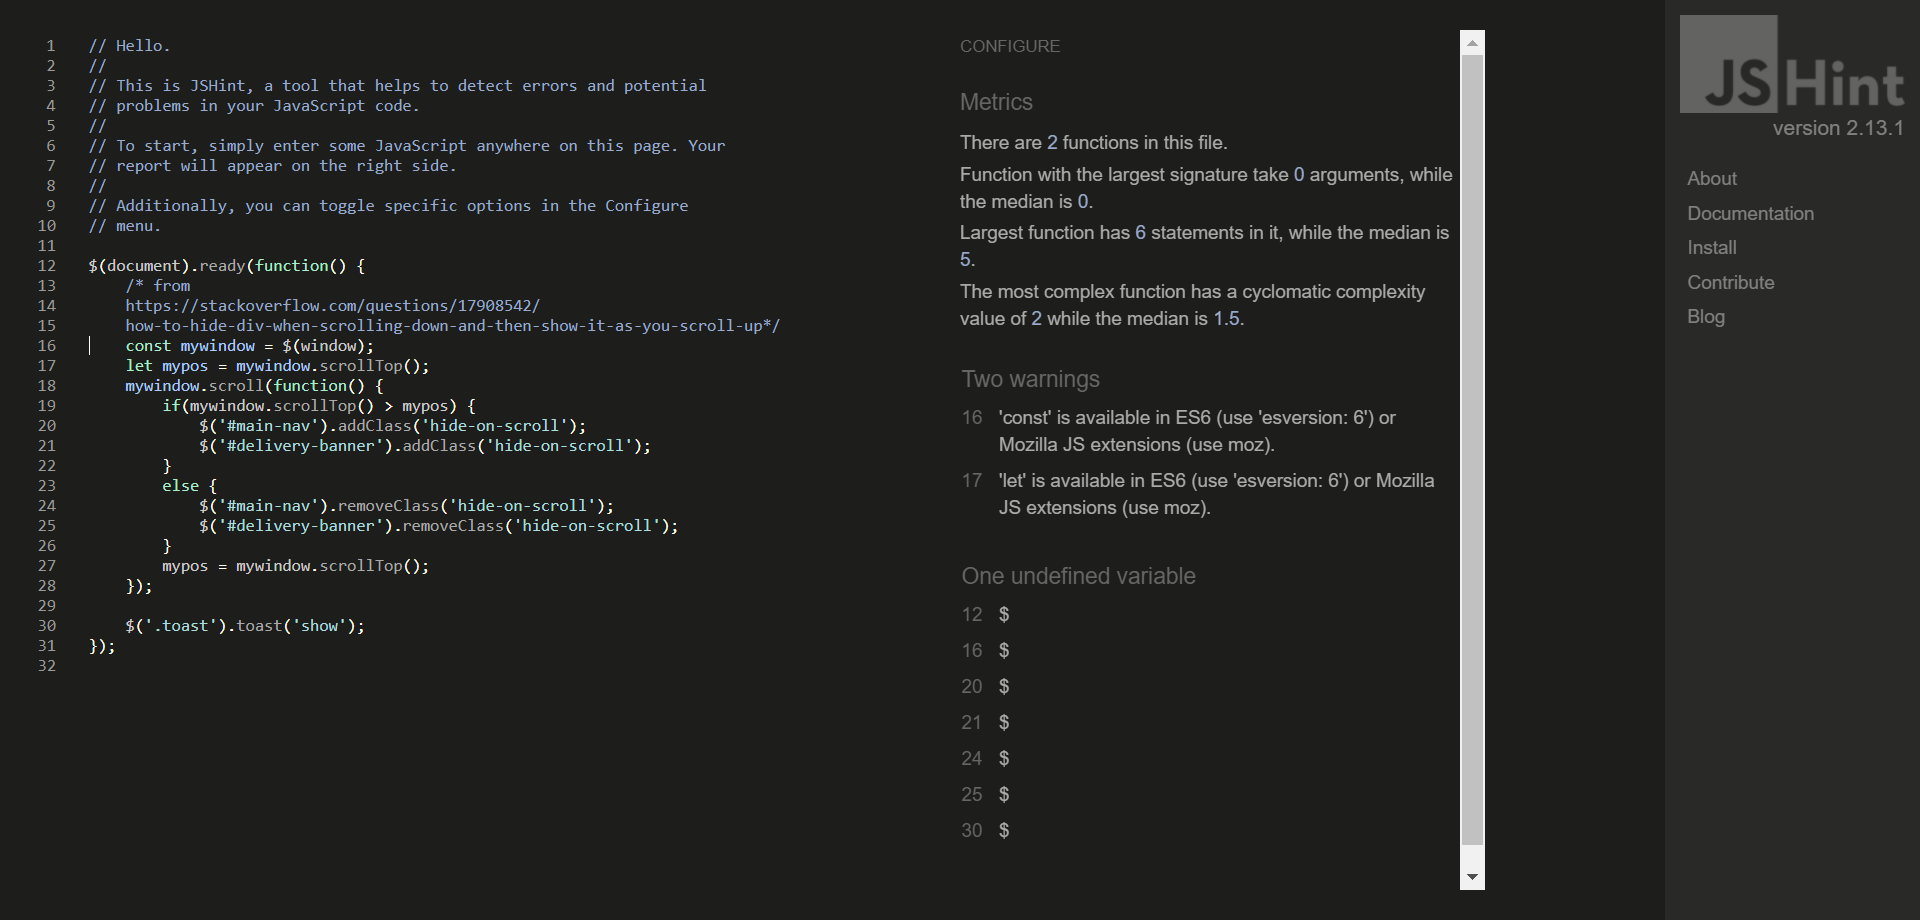 1 // Hello.
2 //
3 // This is JSHint, a tool that helps to detect errors and potential
4 // problems in your JavaScript code.
5 //
6 // To start, simply enter some JavaScript anywhere on this page. Your
7 // report will appear on the right side.
8 //
9 // Additionally, you can toggle specific options in the Configure
10 // menu.
11
12 $(document).ready(function() {
13     /* from
14     https://stackoverflow.com/questions/17908542/
15     how-to-hide-div-when-scrolling-down-and-then-show-it-as-you-scroll-up*/
16     const mywindow = $(window);
17     let mypos = mywindow.scrollTop();
18     mywindow.scroll(function() {
19         if(mywindow.scrollTop() > mypos) {
20             $('#main-nav').addClass('hide-on-scroll');
21             $('#delivery-banner').addClass('hide-on-scroll');
22         }
23         else {
24             $('#main-nav').removeClass('hide-on-scroll');
25             $('#delivery-banner').removeClass('hide-on-scroll');
26         }
27         mypos = mywindow.scrollTop();
28     });
29
30     $('.toast').toast('show');
31 });
32
CONFIGURE
Metrics
There are 2 functions in this file.
Function with the largest signature take 0 arguments, while
the median is 0.
Largest function has 6 statements in it, while the median is
5.
The most complex function has a cyclomatic complexity
value of 2 while the median is 1.5.
Two warnings
16 'const' is available in ES6 (use 'esversion: 6') or
Mozilla JS extensions (use moz).
17 'let' is available in ES6 (use 'esversion: 6') or Mozilla
JS extensions (use moz).
One undefined variable
12 $
16 $
20 $
21 $
24 $
25 $
30 $
JSHint
version 2.13.1
About
Documentation
Install
Contribute
Blog